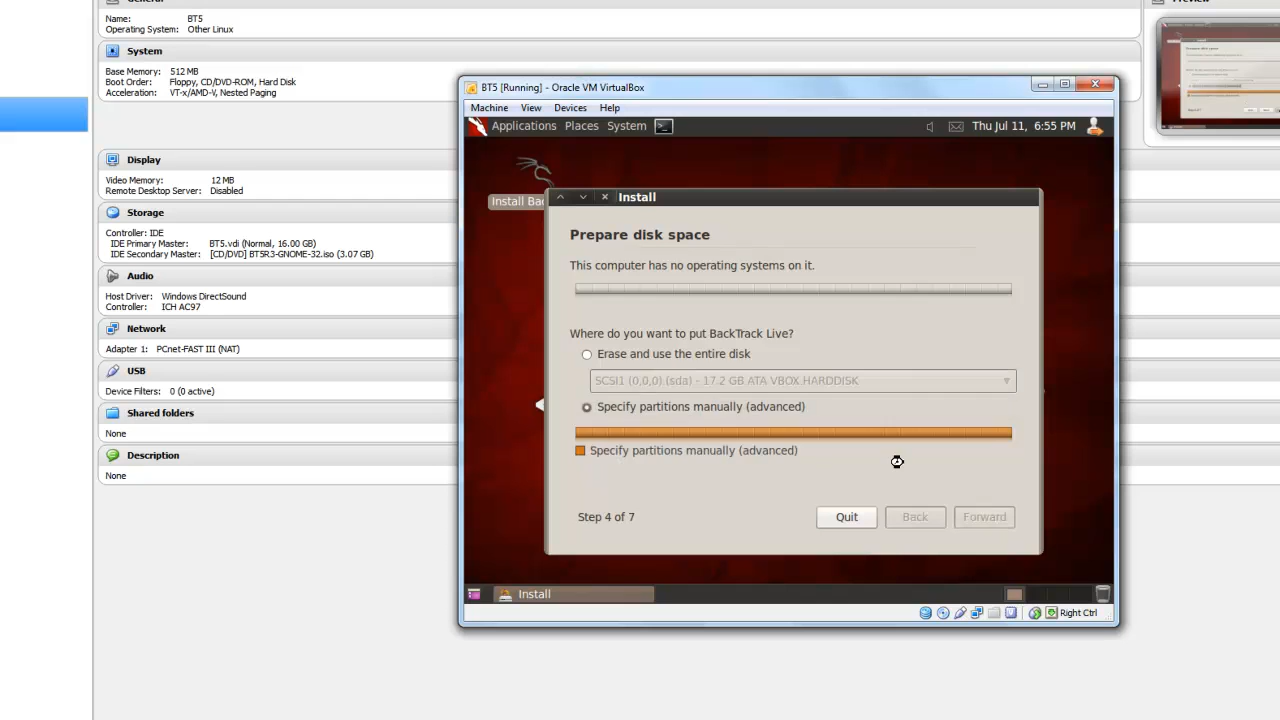 General
Name: BT5
Operating System: Other Linux
System
Base Memory: 512 MB
Boot Order: Floppy, CD/DVD-ROM, Hard Disk
Acceleration: VT-x/AMD-V, Nested Paging
Display
Video Memory: 12 MB
Remote Desktop Server: Disabled
Storage
Controller: IDE
IDE Primary Master: BT5.vdi (Normal, 16.00 GB)
IDE Secondary Master: [CD/DVD] BT5R3-GNOME-32.iso (3.07 GB)
Audio
Host Driver: Windows DirectSound
Controller: ICH AC97
Network
Adapter 1: PCnet-FAST III (NAT)
USB
Device Filters: 0 (0 active)
Shared folders
None
Description
None
Preview
BT5 [Running] - Oracle VM VirtualBox
Machine View Devices Help
Applications Places System Thu Jul 11, 6:55 PM
Install Bac
Install
Prepare disk space
This computer has no operating systems on it.
Where do you want to put BackTrack Live?
Erase and use the entire disk
SCSI1 (0,0,0) (sda) - 17.2 GB ATA VBOX HARDDISK
Specify partitions manually (advanced)
Specify partitions manually (advanced)
Step 4 of 7 Quit Back Forward
Install
Right Ctrl